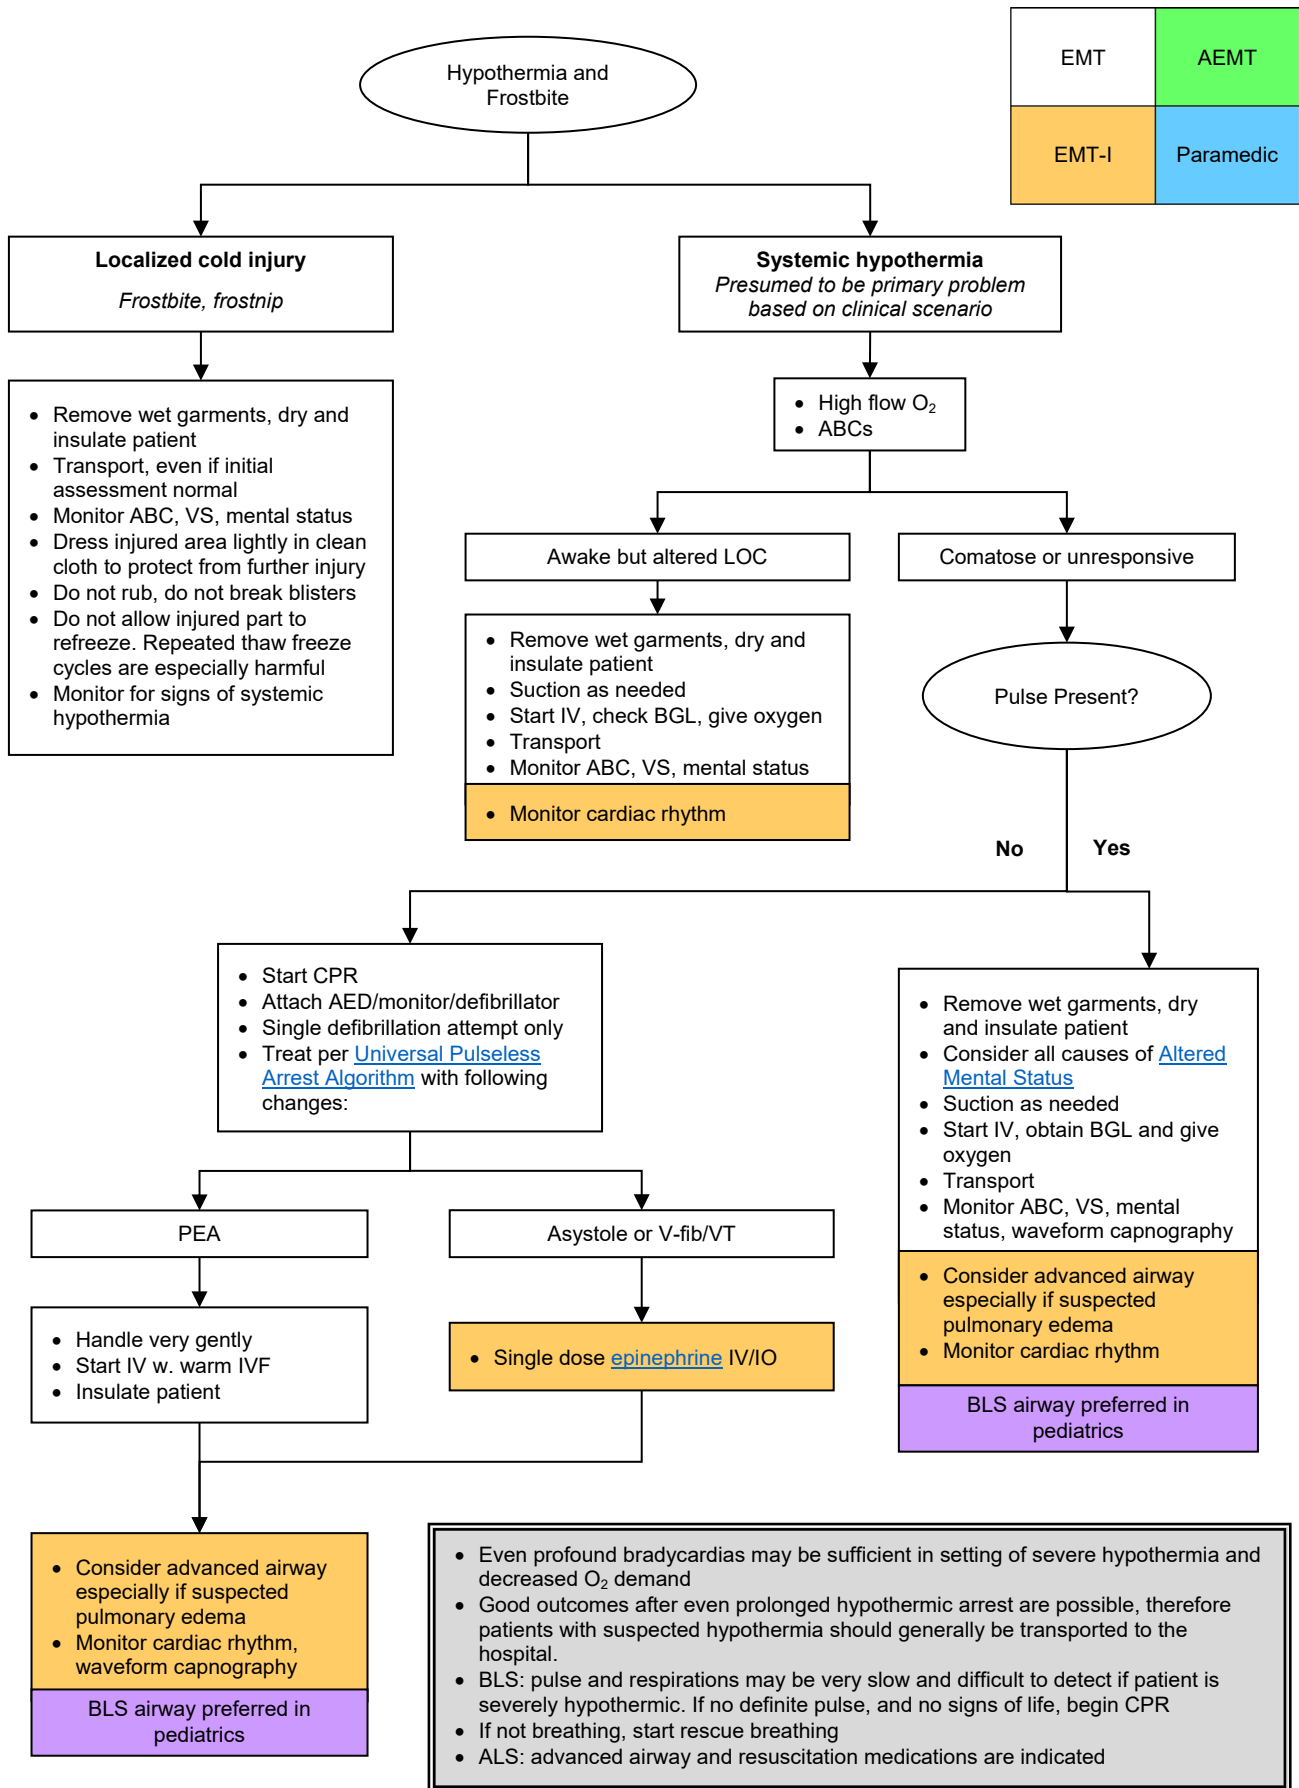 Hypothermia and
Frostbite
EMT
AEMT
EMT-I
Paramedic
Localized cold injury
Frostbite, frostnip
Systemic hypothermia
Presumed to be primary problem
based on clinical scenario
• Remove wet garments, dry and
insulate patient
• Transport, even if initial
assessment normal
• Monitor ABC, VS, mental status
• Dress injured area lightly in clean
cloth to protect from further injury
• Do not rub, do not break blisters
• Do not allow injured part to
refreeze. Repeated thaw freeze
cycles are especially harmful
• Monitor for signs of systemic
hypothermia
• High flow O₂
• ABCs
Awake but altered LOC
Comatose or unresponsive
• Remove wet garments, dry and
insulate patient
• Suction as needed
• Start IV, check BGL, give oxygen
• Transport
• Monitor ABC, VS, mental status
• Monitor cardiac rhythm
Pulse Present?
No
Yes
• Start CPR
• Attach AED/monitor/defibrillator
• Single defibrillation attempt only
• Treat per Universal Pulseless
Arrest Algorithm with following
changes:
• Remove wet garments, dry
and insulate patient
• Consider all causes of Altered
Mental Status
• Suction as needed
• Start IV, obtain BGL and give
oxygen
• Transport
• Monitor ABC, VS, mental
status, waveform capnography
• Consider advanced airway
especially if suspected
pulmonary edema
• Monitor cardiac rhythm
BLS airway preferred in
pediatrics
PEA
Asystole or V-fib/VT
• Handle very gently
• Start IV w. warm IVF
• Insulate patient
• Single dose epinephrine IV/IO
• Consider advanced airway
especially if suspected
pulmonary edema
• Monitor cardiac rhythm,
waveform capnography
BLS airway preferred in
pediatrics
• Even profound bradycardias may be sufficient in setting of severe hypothermia and
decreased O₂ demand
• Good outcomes after even prolonged hypothermic arrest are possible, therefore
patients with suspected hypothermia should generally be transported to the
hospital.
• BLS: pulse and respirations may be very slow and difficult to detect if patient is
severely hypothermic. If no definite pulse, and no signs of life, begin CPR
• If not breathing, start rescue breathing
• ALS: advanced airway and resuscitation medications are indicated